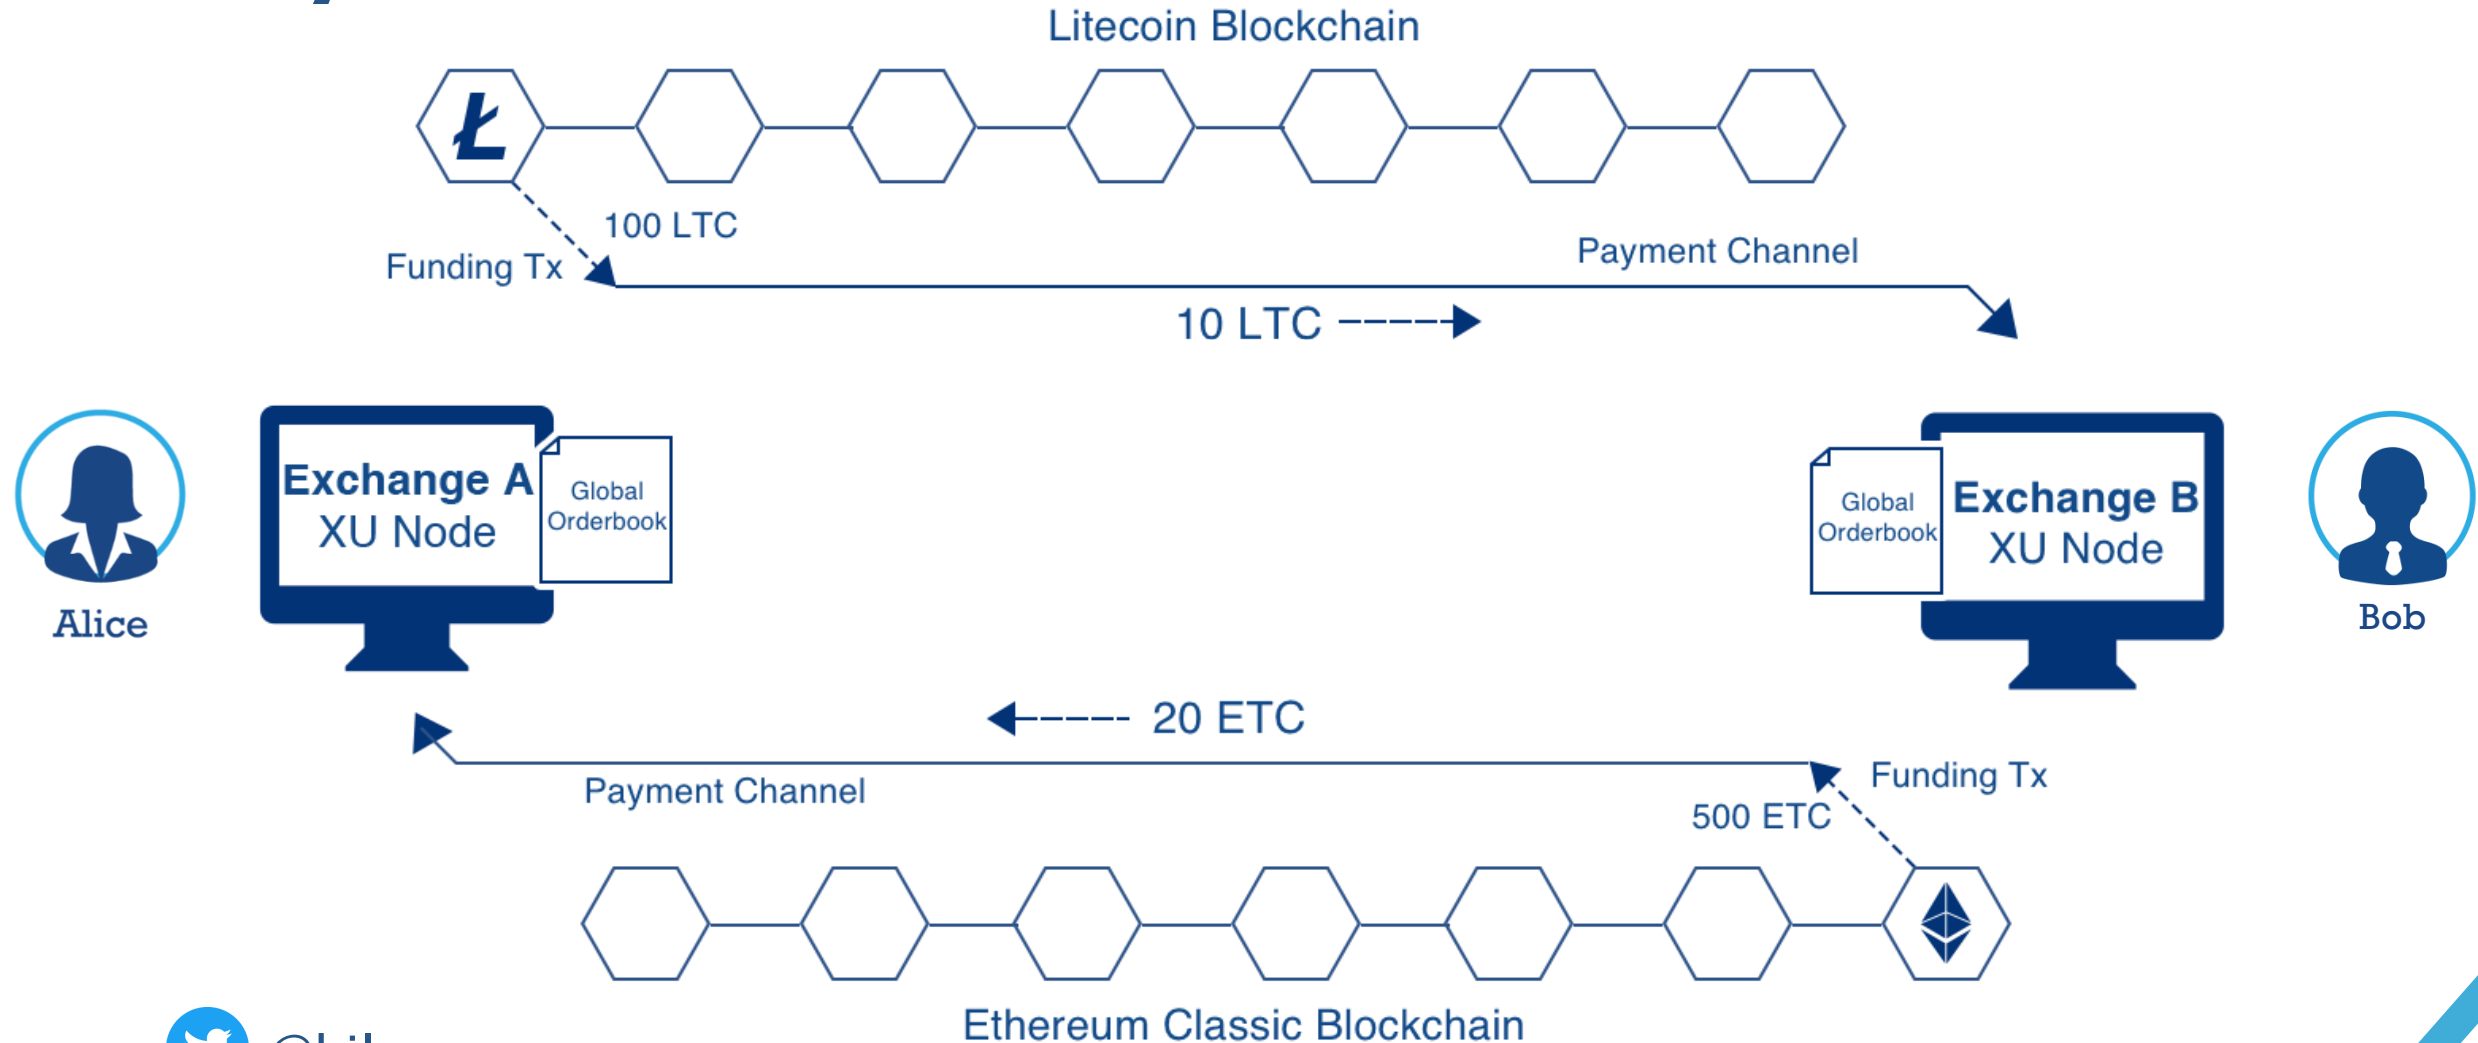 Litecoin Blockchain
100 LTC
Funding Tx
Payment Channel
10 LTC
Exchange A
XU Node
Global
Orderbook
Alice
Global
Orderbook
Exchange B
XU Node
Bob
20 ETC
Payment Channel
Funding Tx
500 ETC
Ethereum Classic Blockchain